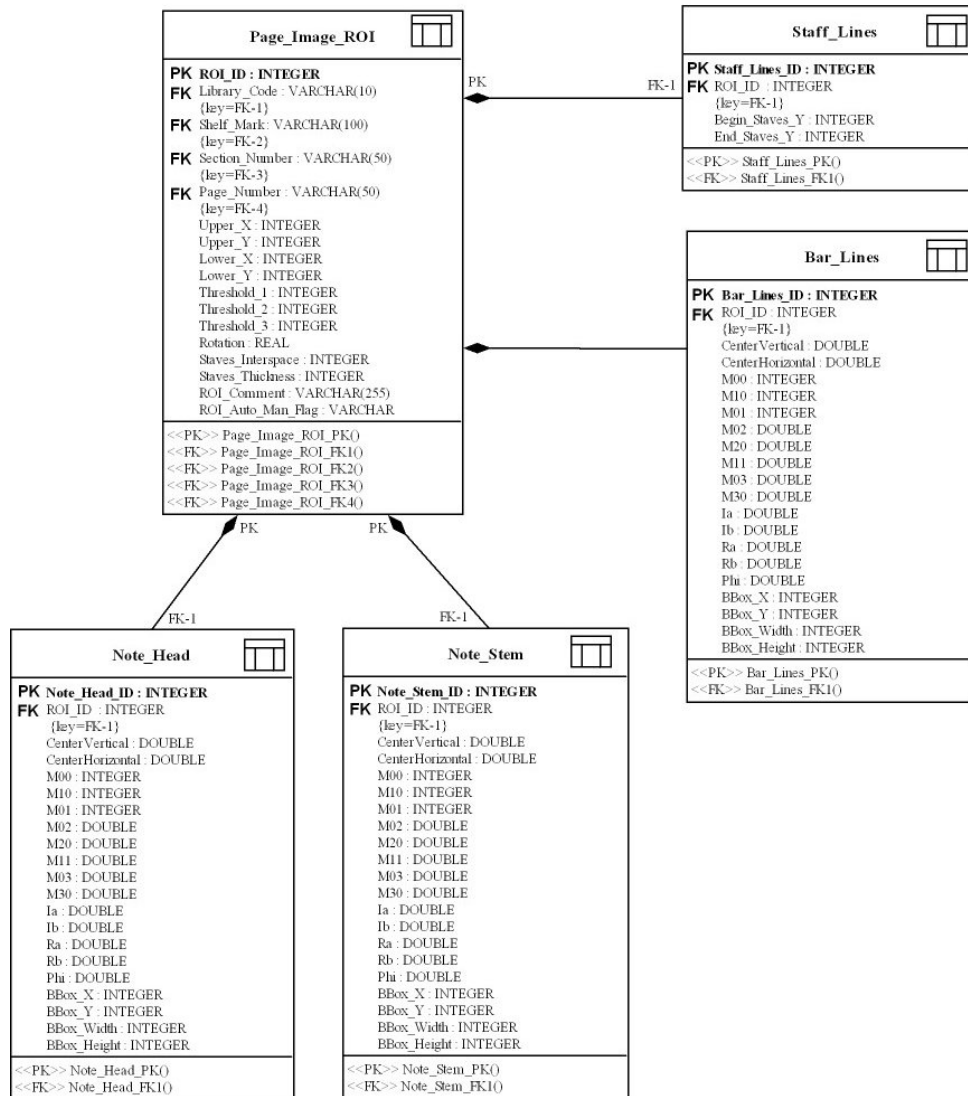 Page_Image_ROI
PK ROI_ID : INTEGER
FK Library_Code : VARCHAR(10)
{key=FK-1}
FK Shelf_Mark : VARCHAR(100)
{key=FK-2}
FK Section_Number : VARCHAR(50)
{key=FK-3}
FK Page_Number : VARCHAR(50)
{key=FK-4}
Upper_X : INTEGER
Upper_Y : INTEGER
Lower_X : INTEGER
Lower_Y : INTEGER
Threshold_1 : INTEGER
Threshold_2 : INTEGER
Threshold_3 : INTEGER
Rotation : REAL
Staves_Interspace : INTEGER
Staves_Thickness : INTEGER
ROI_Comment : VARCHAR(255)
ROI_Auto_Man_Flag : VARCHAR
<<PK>> Page_Image_ROI_PK()
<<FK>> Page_Image_ROI_FK1()
<<FK>> Page_Image_ROI_FK2()
<<FK>> Page_Image_ROI_FK3()
<<FK>> Page_Image_ROI_FK4()
PK
FK-1
Staff_Lines
PK Staff_Lines_ID : INTEGER
FK ROI_ID : INTEGER
{key=FK-1}
Begin_Staves_Y : INTEGER
End_Staves_Y : INTEGER
<<PK>> Staff_Lines_PK()
<<FK>> Staff_Lines_FK1()
Bar_Lines
PK Bar_Lines_ID : INTEGER
FK ROI_ID : INTEGER
{key=FK-1}
CenterVertical : DOUBLE
CenterHorizontal : DOUBLE
M00 : INTEGER
M10 : INTEGER
M01 : INTEGER
M02 : DOUBLE
M20 : DOUBLE
M11 : DOUBLE
M03 : DOUBLE
M30 : DOUBLE
Ia : DOUBLE
Ib : DOUBLE
Ra : DOUBLE
Rb : DOUBLE
Phi : DOUBLE
BBox_X : INTEGER
BBox_Y : INTEGER
BBox_Width : INTEGER
BBox_Height : INTEGER
<<PK>> Bar_Lines_PK()
<<FK>> Bar_Lines_FK1()
PK
PK
FK-1
FK-1
Note_Head
PK Note_Head_ID : INTEGER
FK ROI_ID : INTEGER
{key=FK-1}
CenterVertical : DOUBLE
CenterHorizontal : DOUBLE
M00 : INTEGER
M10 : INTEGER
M01 : INTEGER
M02 : DOUBLE
M20 : DOUBLE
M11 : DOUBLE
M03 : DOUBLE
M30 : DOUBLE
Ia : DOUBLE
Ib : DOUBLE
Ra : DOUBLE
Rb : DOUBLE
Phi : DOUBLE
BBox_X : INTEGER
BBox_Y : INTEGER
BBox_Width : INTEGER
BBox_Height : INTEGER
<<PK>> Note_Head_PK()
<<FK>> Note_Head_FK1()
Note_Stem
PK Note_Stem_ID : INTEGER
FK ROI_ID : INTEGER
{key=FK-1}
CenterVertical : DOUBLE
CenterHorizontal : DOUBLE
M00 : INTEGER
M10 : INTEGER
M01 : INTEGER
M02 : DOUBLE
M20 : DOUBLE
M11 : DOUBLE
M03 : DOUBLE
M30 : DOUBLE
Ia : DOUBLE
Ib : DOUBLE
Ra : DOUBLE
Rb : DOUBLE
Phi : DOUBLE
BBox_X : INTEGER
BBox_Y : INTEGER
BBox_Width : INTEGER
BBox_Height : INTEGER
<<PK>> Note_Stem_PK()
<<FK>> Note_Stem_FK1()